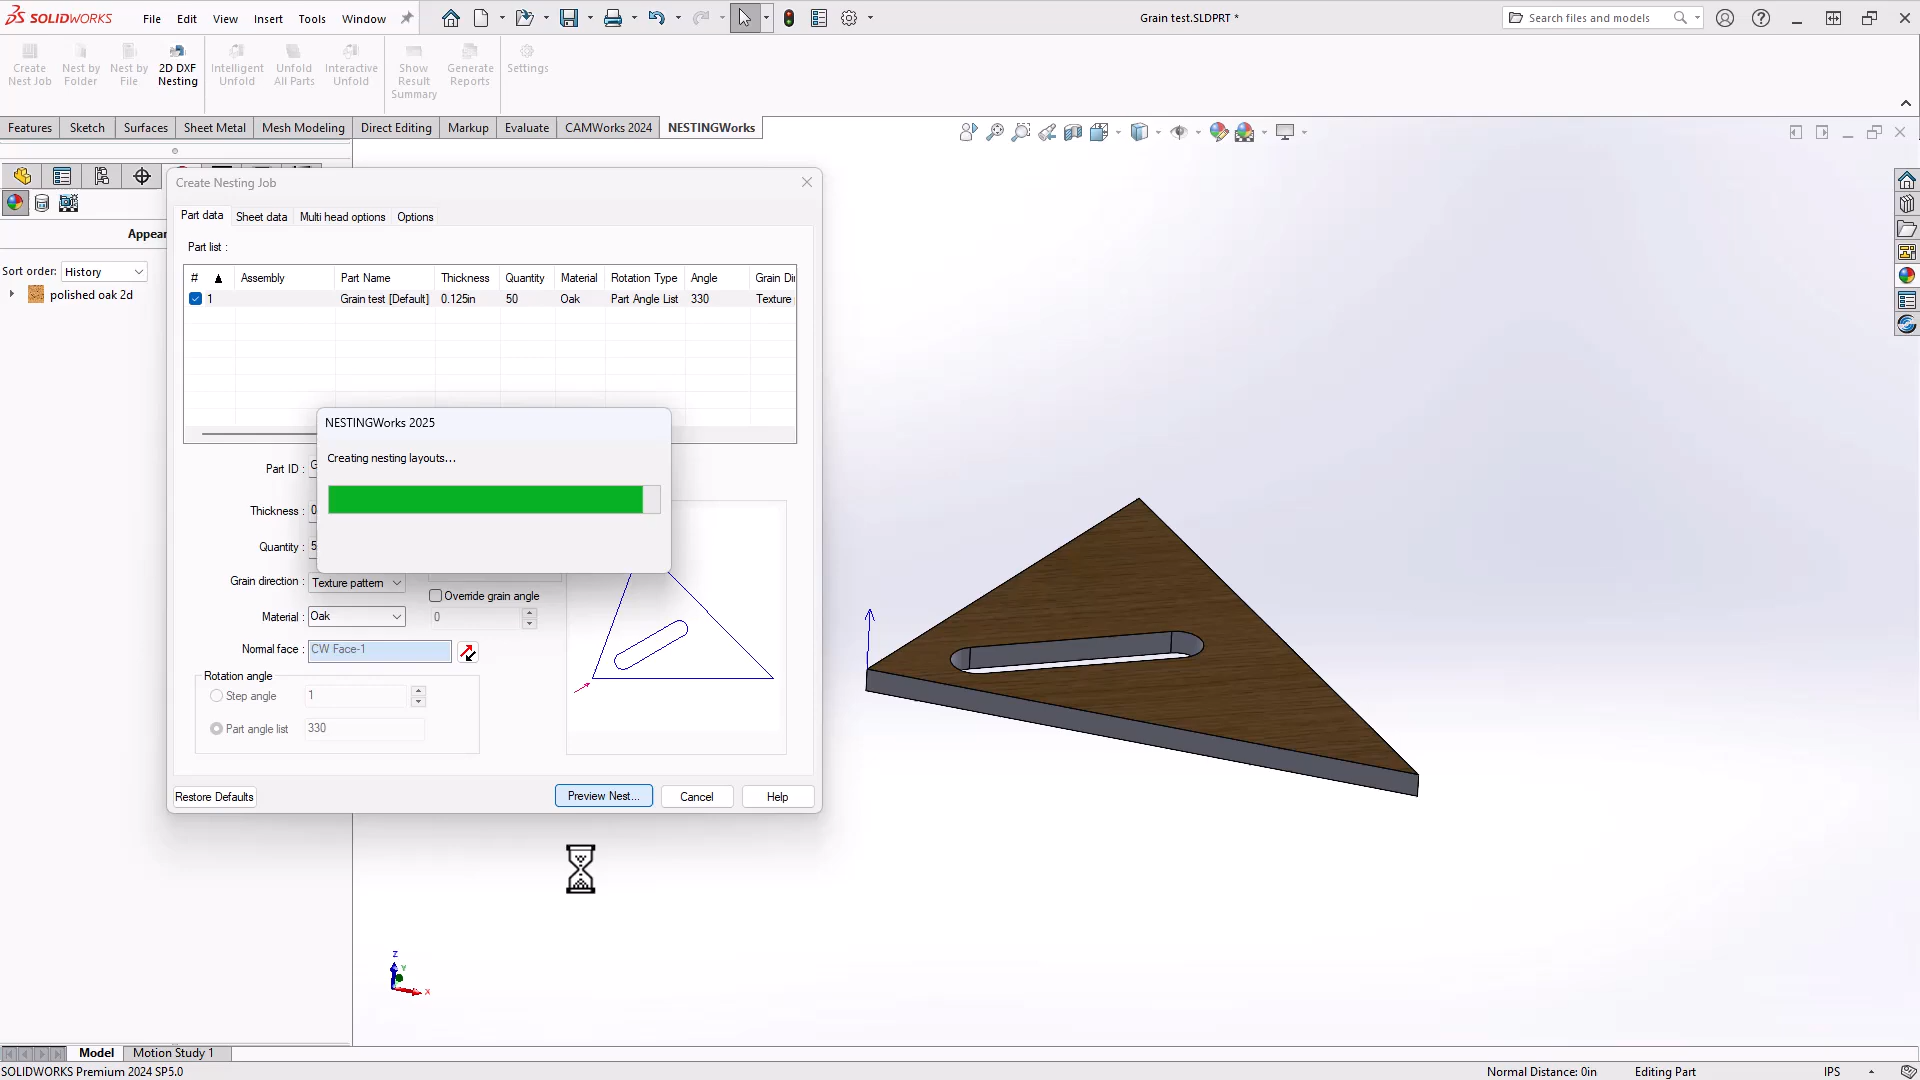 SOLIDWORKS File Edit View Insert Tools Window Grain test.SLDPRT * Search files and models
Create Nest Job
Nest by Folder
Nest by File
2D DXF Nesting
Intelligent Unfold
Unfold All Parts
Interactive Unfold
Show Result Summary
Generate Reports
Settings
Features Sketch Surfaces Sheet Metal Mesh Modeling Direct Editing Markup Evaluate CAMWorks 2024 NESTINGWorks
Appear
Sort order: History
polished oak 2d
Create Nesting Job
Part data Sheet data Multi head options Options
Part list :
# Assembly Part Name Thickness Quantity Material Rotation Type Angle Grain Di
1 Grain test [Default] 0.125in 50 Oak Part Angle List 330 Texture
NESTINGWorks 2025
Creating nesting layouts...
Part ID : G
Thickness : 0
Quantity : 5
Grain direction : Texture pattern
Override grain angle
Material : Oak 0
Normal face : CW Face-1
Rotation angle
Step angle 1
Part angle list 330
Restore Defaults Preview Nest... Cancel Help
Z
Y
X
Model Motion Study 1
SOLIDWORKS Premium 2024 SP5.0 Normal Distance: 0in Editing Part IPS